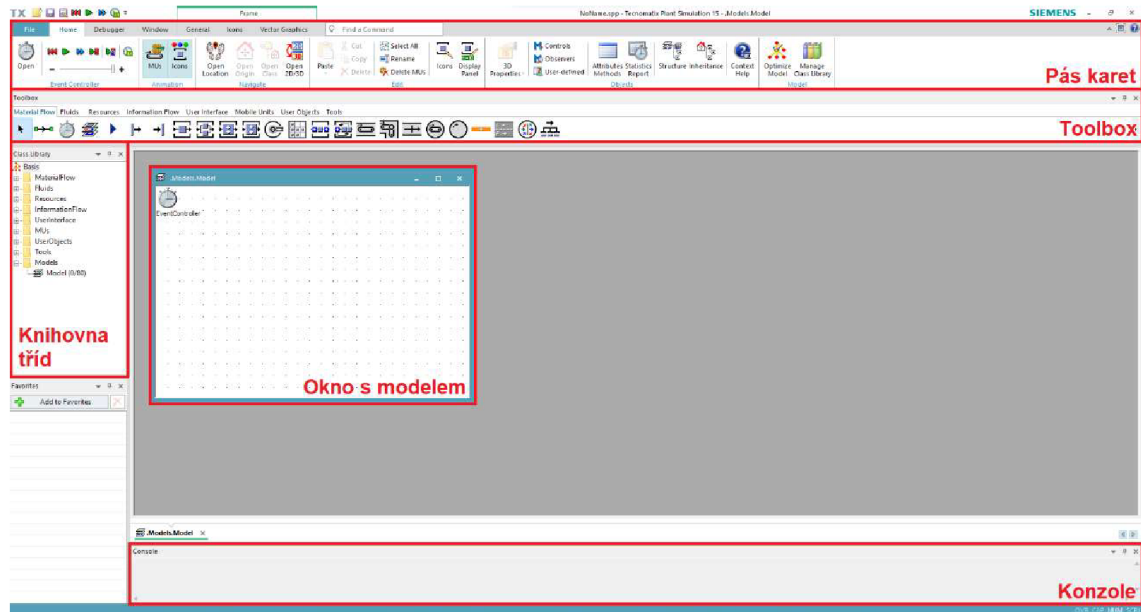 TX
Frame
NoName.spp - Tecnomatix Plant Simulation 15 - .Models.Model
SIEMENS
File Home Debugger Window General Icons Vector Graphics Find a Command
Open
Event Controller
MUs Icons
Animation
Open Location
Open Origin
Open Class
Open 2D/3D
Navigate
Paste
Cut
Copy
Delete
Select All
Rename
Delete MUs
Edit
Icons
Display Panel
3D Properties
Controls
Observers
User-defined
Attributes Methods
Statistics Report
Structure
Inheritance
Objects
Context Help
Optimize Model
Manage Class Library
Model
Pás karet
Toolbox
Material Flow Fluids Resources Information Flow User Interface Mobile Units User Objects Tools
Toolbox
Class Library
Basis
MaterialFlow
Fluids
Resources
InformationFlow
UserInterface
MUs
UserObjects
Tools
Models
Model (0/80)
Knihovna
tříd
.Models.Model
EventController
Okno s modelem
Favorites
Add to Favorites
.Models.Model
Console
Konzole